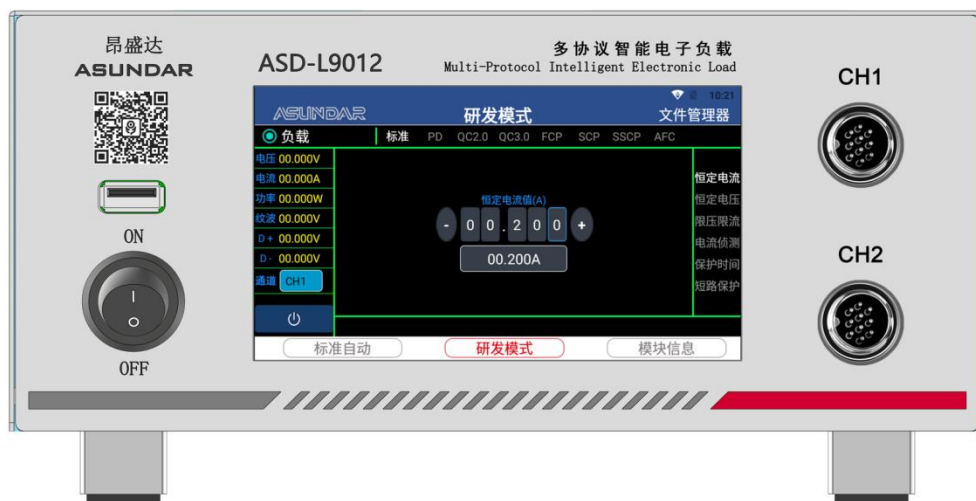 昂盛达
ASUNDAR
ON
OFF
ASD-L9012
多协议智能电子负载
Multi-Protocol Intelligent Electronic Load
10:21
ASUNDAR
研发模式
文件管理器
负载
标准 PD QC2.0 QC3.0 FCP SCP SSCP AFC
电压 00.000V
电流 00.000A
功率 00.000W
纹波 00.000V
D+ 00.000V
D- 00.000V
通道 CH1
恒定电流值(A)
- 0 0 . 2 0 0 +
00.200A
恒定电流
恒定电压
限压限流
电流侦测
保护时间
短路保护
标准自动
研发模式
模块信息
CH1
CH2